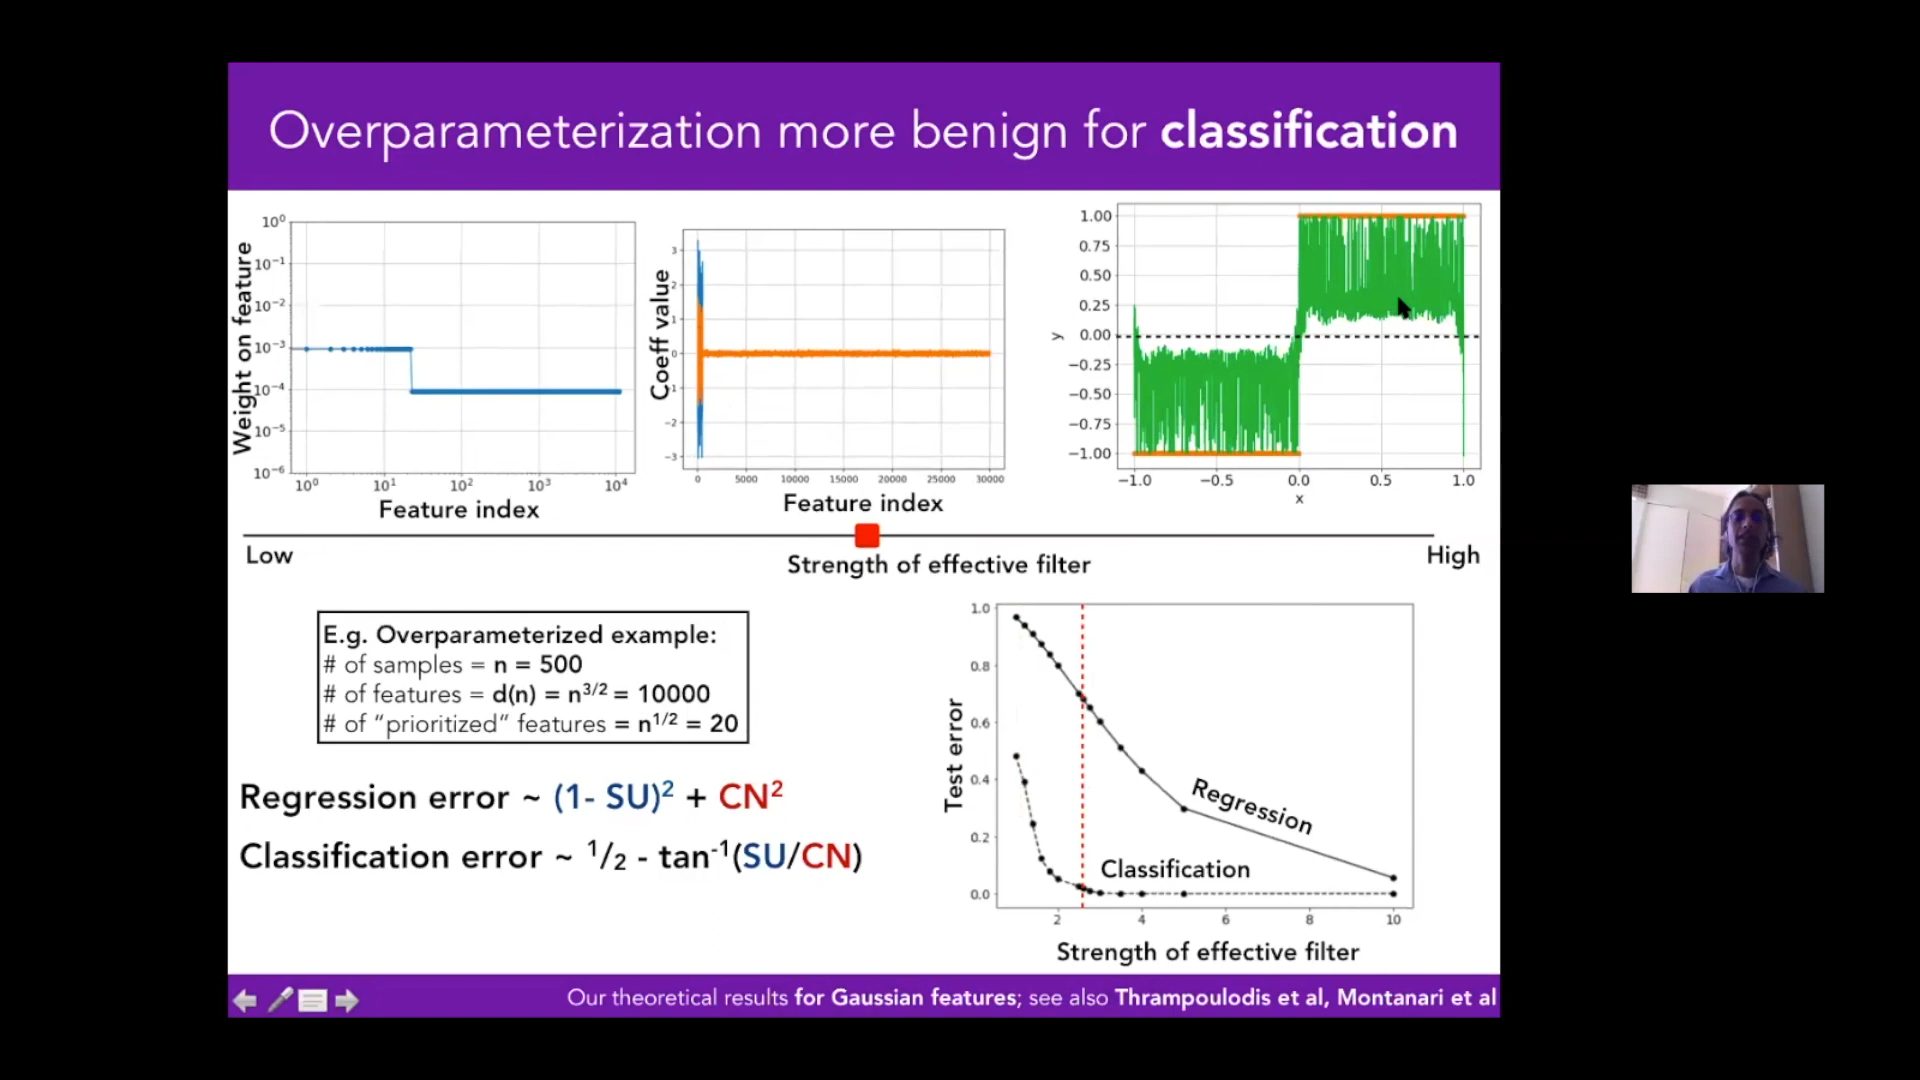 Overparameterization more benign for classification
Weight on feature
10⁰
10⁻¹
10⁻²
10⁻³
10⁻⁴
10⁻⁵
10⁻⁶
10⁰ 10¹ 10² 10³ 10⁴
Feature index
Coeff value
3
2
1
0
-1
−2
−3
0 5000 10000 15000 20000 25000 30000
Feature index
y
1.00
0.75
0.50
0.25
0.00
−0.25
−0.50
−0.75
−1.00
−1.0 −0.5 0.0 0.5 1.0
x
Low
Strength of effective filter
High
E.g. Overparameterized example:
# of samples = n = 500
# of features = d(n) = n³/² = 10000
# of “prioritized” features = n¹/² = 20
Regression error ~ (1- SU)² + CN²
Classification error ~ ¹/₂ - tan⁻¹(SU/CN)
Test error
1.0
0.8
0.6
0.4
0.2
0.0
Regression
Classification
2 4 6 8 10
Strength of effective filter
Our theoretical results for Gaussian features; see also Thrampoulodis et al, Montanari et al